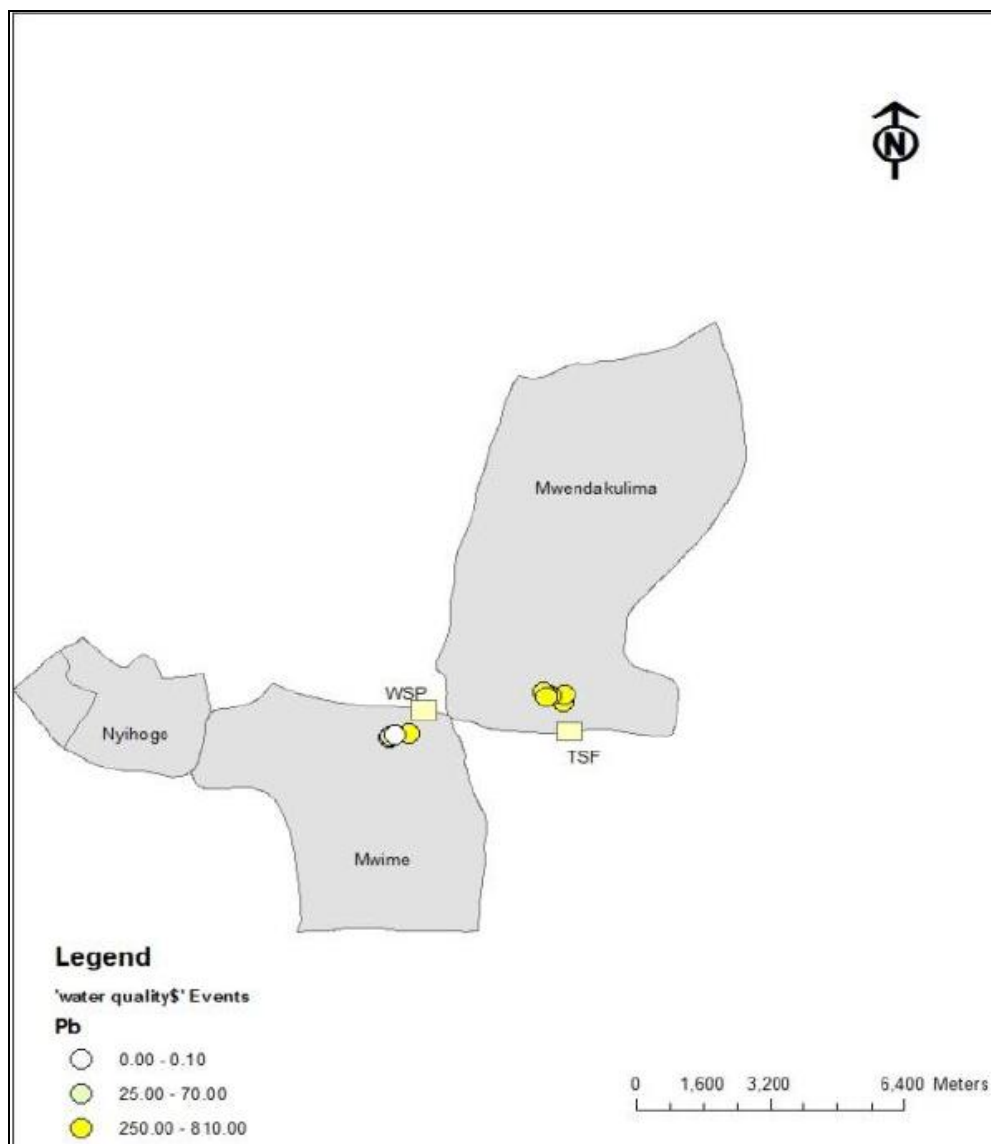 N
Mwendakulima
WSP
Nyihogo
TSF
Mwime
Legend
'water quality$' Events
Pb
0.00 - 0.10
25.00 - 70.00
250.00 - 810.00
0 1,600 3,200 6,400 Meters